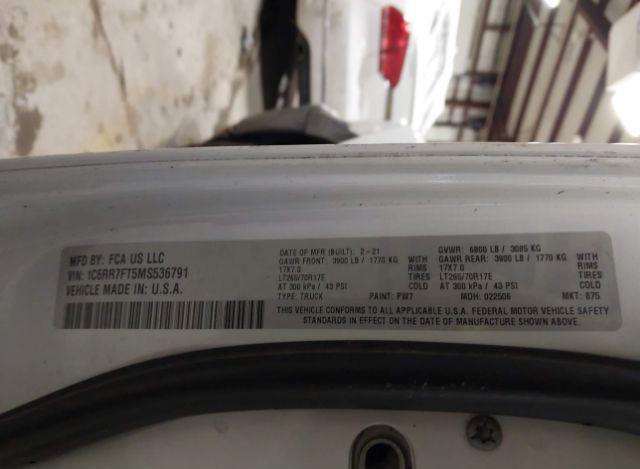 MFD BY: FCA US LLC
VIN: 1C6RR7FT5MS536791
VEHICLE MADE IN: U.S.A.
DATE OF MFR (BUILT): 2-21 GVWR: 6800 LB / 3085 KG
GAWR FRONT: 3900 LB / 1770 KG WITH GAWR REAR: 3900 LB / 1770 KG WITH
17X7.0 RIMS 17X7.0 RIMS
LT265/70R17E TIRES LT265/70R17E TIRES
AT 300 kPa / 43 PSI COLD AT 300 kPa / 43 PSI COLD
TYPE: TRUCK PAINT: PW7 MDH: 022506 MKT: 875
THIS VEHICLE CONFORMS TO ALL APPLICABLE U.S.A. FEDERAL MOTOR VEHICLE SAFETY
STANDARDS IN EFFECT ON THE DATE OF MANUFACTURE SHOWN ABOVE.